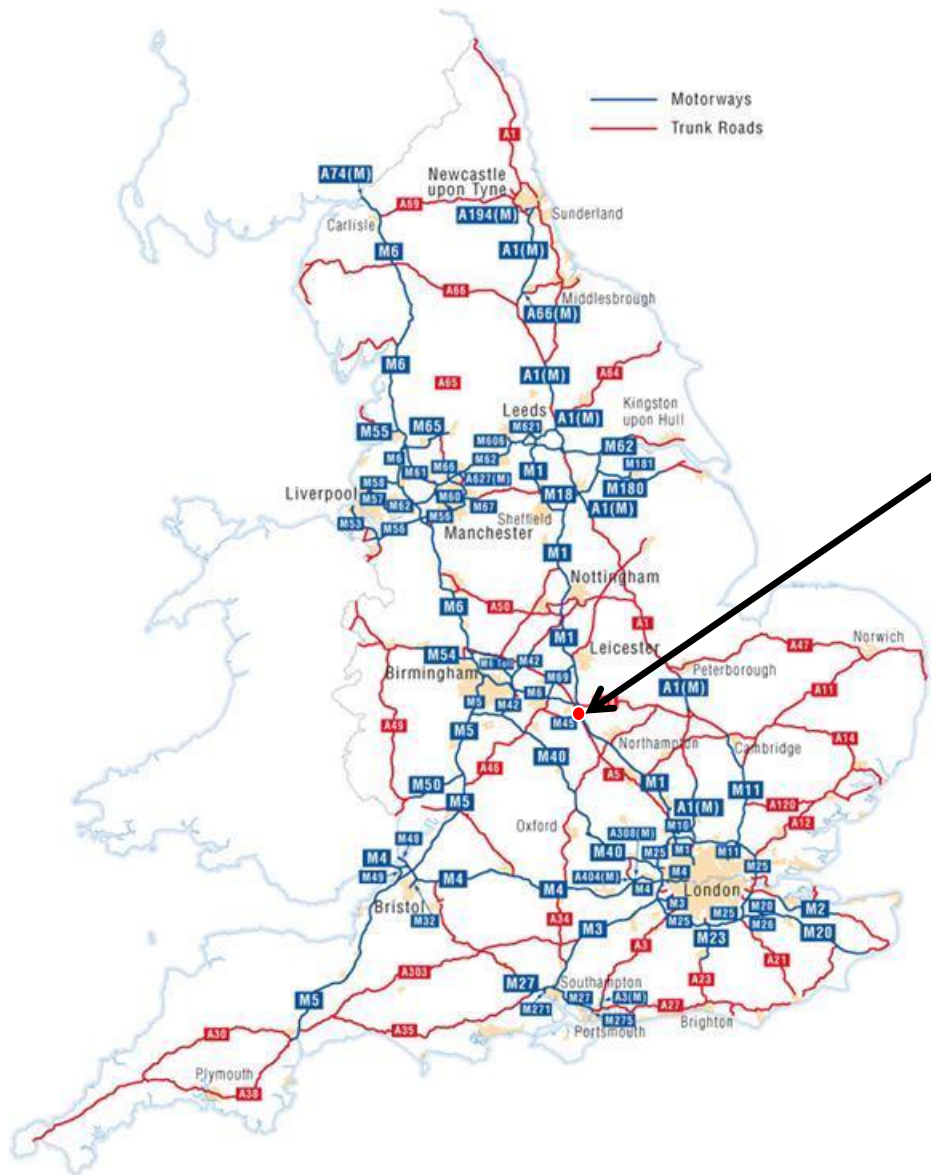 Motorways
Trunk Roads
A1
A74(M)
Newcastle
upon Tyne
A69
A194(M)
Sunderland
Carlisle
M6
A1(M)
A66
Middlesbrough
A66(M)
M6
A1(M)
A64
A65
Leeds
Kingston
upon Hull
A1(M)
M621
M55
M65
M606
M62
M6
M62
M181
M61
M66
M1
M58
A627(M)
M180
Liverpool
M57
M60
M18
M62
M67
A1(M)
M56
Sheffield
M53
M56
Manchester
M1
Nottingham
M6
A50
A1
M1
Leicester
A47
Norwich
M54
M6 Toll
M42
Peterborough
Birmingham
M69
A1(M)
A11
M6
M5
M42
A49
M45
M5
Northampton
Cambridge
A14
M40
A46
A5
M50
M1
M11
M5
A1(M)
A120
Oxford
A308(M)
M10
A12
M48
M40
M25
M1
M11
M4
M25
M49
M4
A404(M)
M4
M4
M4
London
Bristol
M3
M20
M2
M32
M25
M25
M26
M20
A34
M3
M23
A3
A21
A303
A23
M27
Southampton
M5
M27
A3(M)
A27
M271
M275
Brighton
A30
A35
Portsmouth
Plymouth
A38